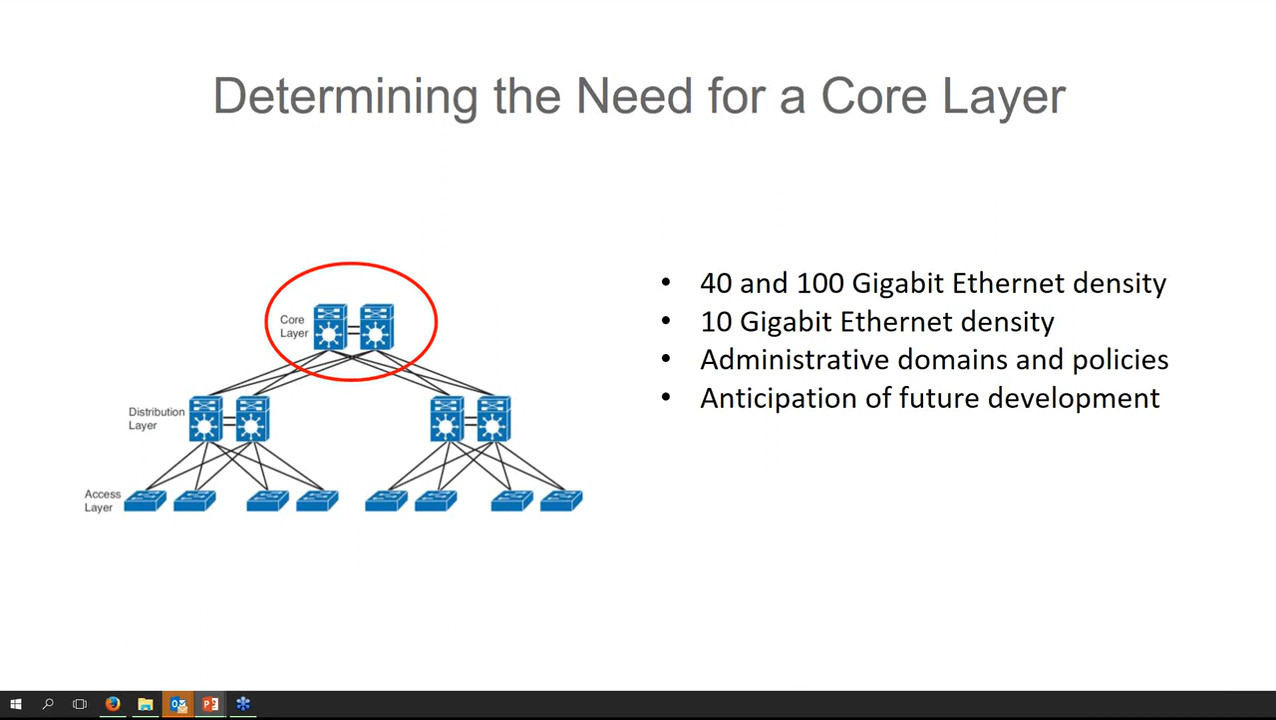 Determining the Need for a Core Layer
Core
Layer
Distribution
Layer
Access
Layer
• 40 and 100 Gigabit Ethernet density
• 10 Gigabit Ethernet density
• Administrative domains and policies
• Anticipation of future development